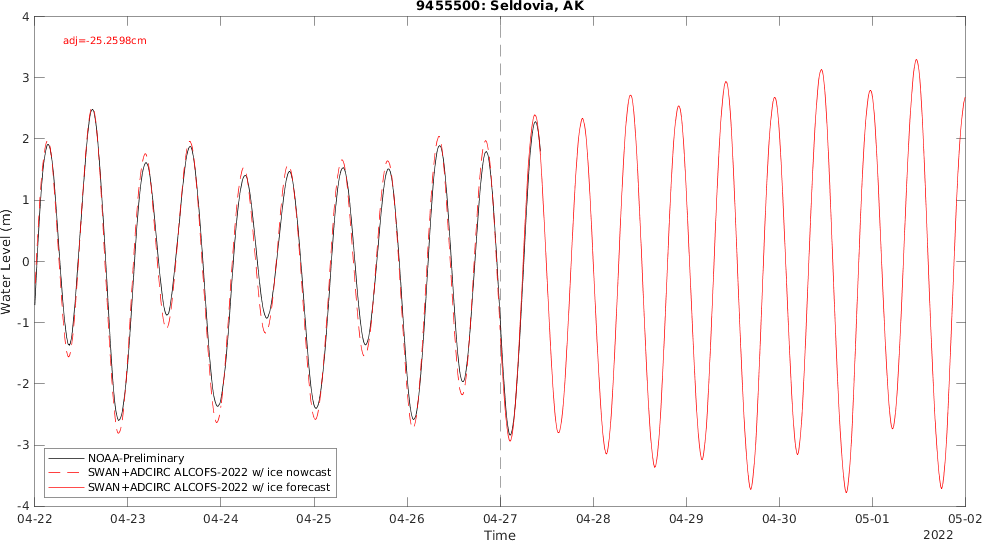 9455500: Seldovia, AK
adj=-25.2598cm
4
3
2
1
0
-1
-2
-3
-4
Water Level (m)
NOAA-Preliminary
SWAN+ADCIRC ALCOFS-2022 w/ ice nowcast
SWAN+ADCIRC ALCOFS-2022 w/ ice forecast
04-22 04-23 04-24 04-25 04-26 04-27 04-28 04-29 04-30 05-01 05-02
Time
2022